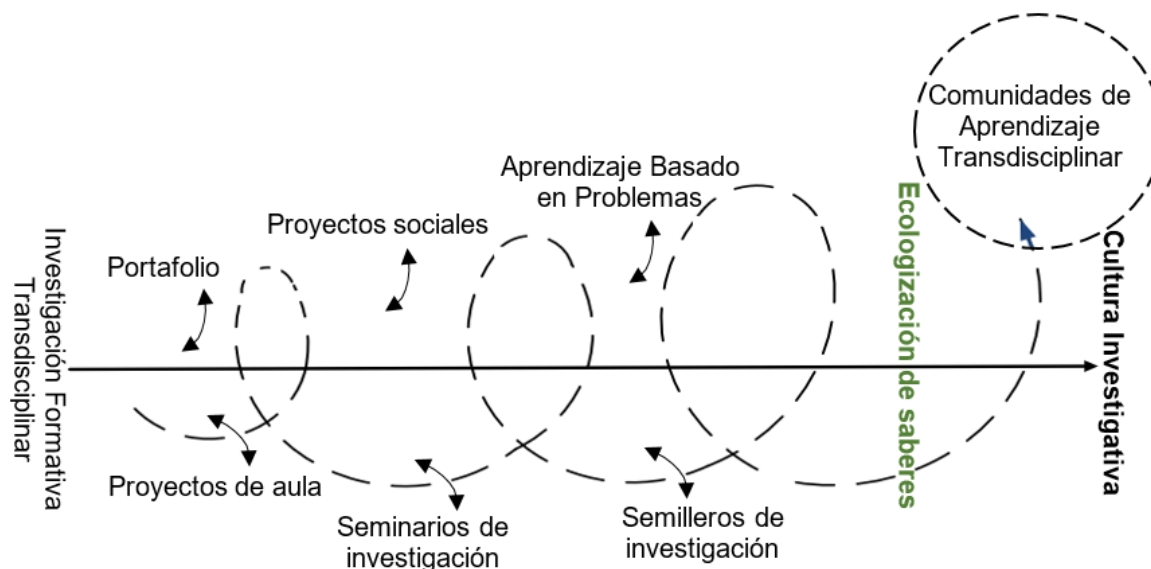 Investigación Formativa
Transdisciplinar
Portafolio
Proyectos de aula
Proyectos sociales
Seminarios de
investigación
Aprendizaje Basado
en Problemas
Semilleros de
investigación
Ecologización de saberes
Comunidades de
Aprendizaje
Transdisciplinar
Cultura Investigativa